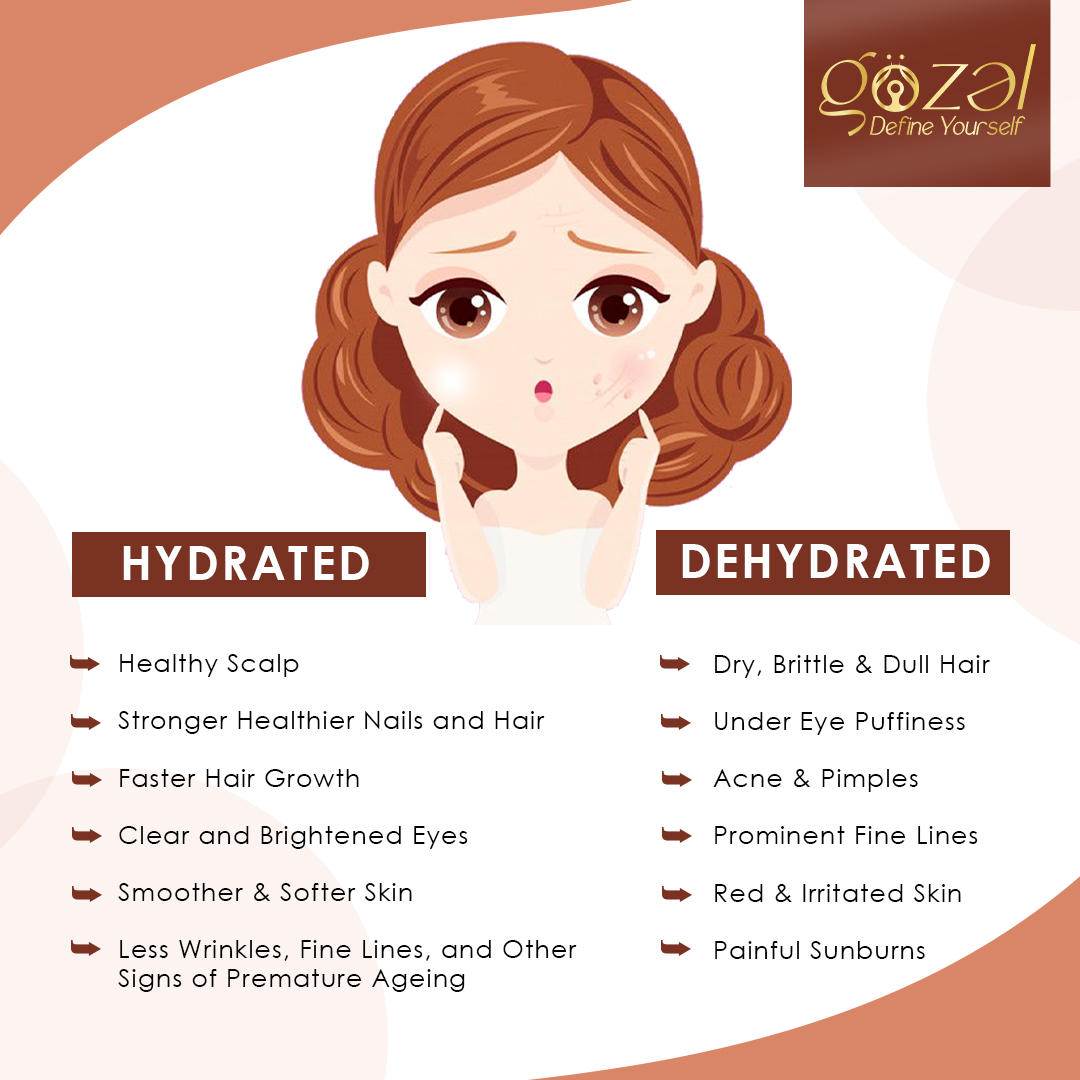 gözəl
Define Yourself
HYDRATED
Healthy Scalp
Stronger Healthier Nails and Hair
Faster Hair Growth
Clear and Brightened Eyes
Smoother & Softer Skin
Less Wrinkles, Fine Lines, and Other
Signs of Premature Ageing
DEHYDRATED
Dry, Brittle & Dull Hair
Under Eye Puffiness
Acne & Pimples
Prominent Fine Lines
Red & Irritated Skin
Painful Sunburns